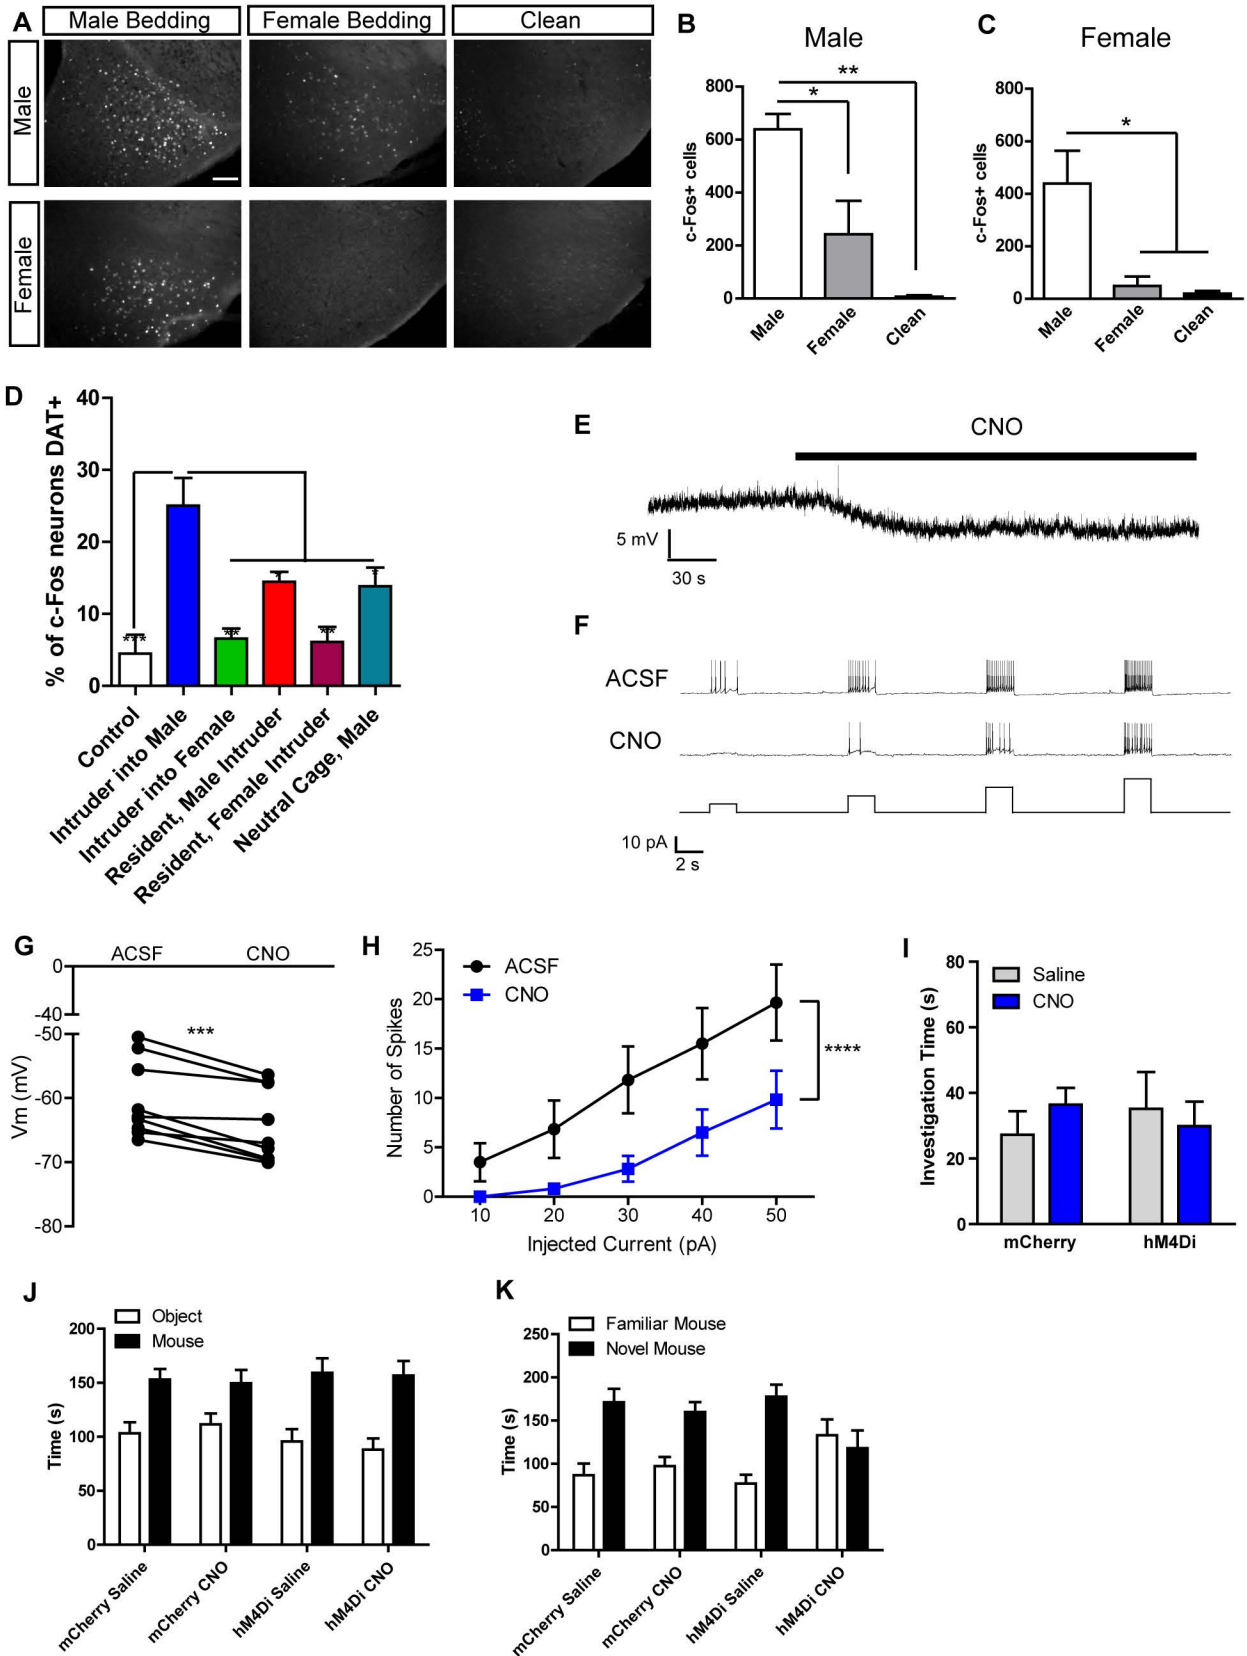 A
Male Bedding
Female Bedding
Clean
Male
Female
B
Male
c-Fos+ cells
800
600
400
200
0
*
**
Male
Female
Clean
C
Female
c-Fos+ cells
800
600
400
200
0
*
Male
Female
Clean
D
% of c-Fos neurons DAT+
40
30
20
10
0
***
**
*
**
*
Control
Intruder into Male
Intruder into Female
Resident, Male Intruder
Resident, Female Intruder
Neutral Cage, Male
E
CNO
5 mV
30 s
F
ACSF
CNO
10 pA
2 s
G
ACSF
CNO
0
-40
-50
-60
-70
-80
Vm (mV)
***
H
ACSF
CNO
Number of Spikes
25
20
15
10
5
0
10
20
30
40
50
Injected Current (pA)
****
I
Saline
CNO
Investigation Time (s)
80
60
40
20
0
mCherry
hM4Di
J
Object
Mouse
Time (s)
200
150
100
50
0
mCherry Saline
mCherry CNO
hM4Di Saline
hM4Di CNO
K
Familiar Mouse
Novel Mouse
Time (s)
250
200
150
100
50
0
mCherry Saline
mCherry CNO
hM4Di Saline
hM4Di CNO